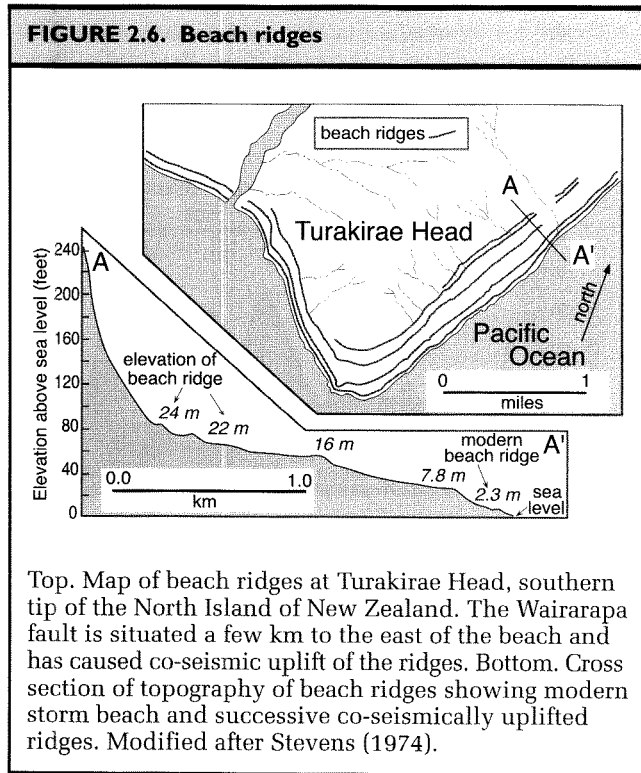 FIGURE 2.6. Beach ridges
beach ridges
A
Turakirae Head
A'
north
Pacific
Ocean
0 1
miles
Elevation above sea level (feet)
240
200
160
120
80
40
0
A
elevation of
beach ridge
24 m
22 m
16 m
modern
beach ridge
A'
7.8 m
2.3 m
sea
level
0.0 1.0
km
Top. Map of beach ridges at Turakirae Head, southern
tip of the North Island of New Zealand. The Wairarapa
fault is situated a few km to the east of the beach and
has caused co-seismic uplift of the ridges. Bottom. Cross
section of topography of beach ridges showing modern
storm beach and successive co-seismically uplifted
ridges. Modified after Stevens (1974).